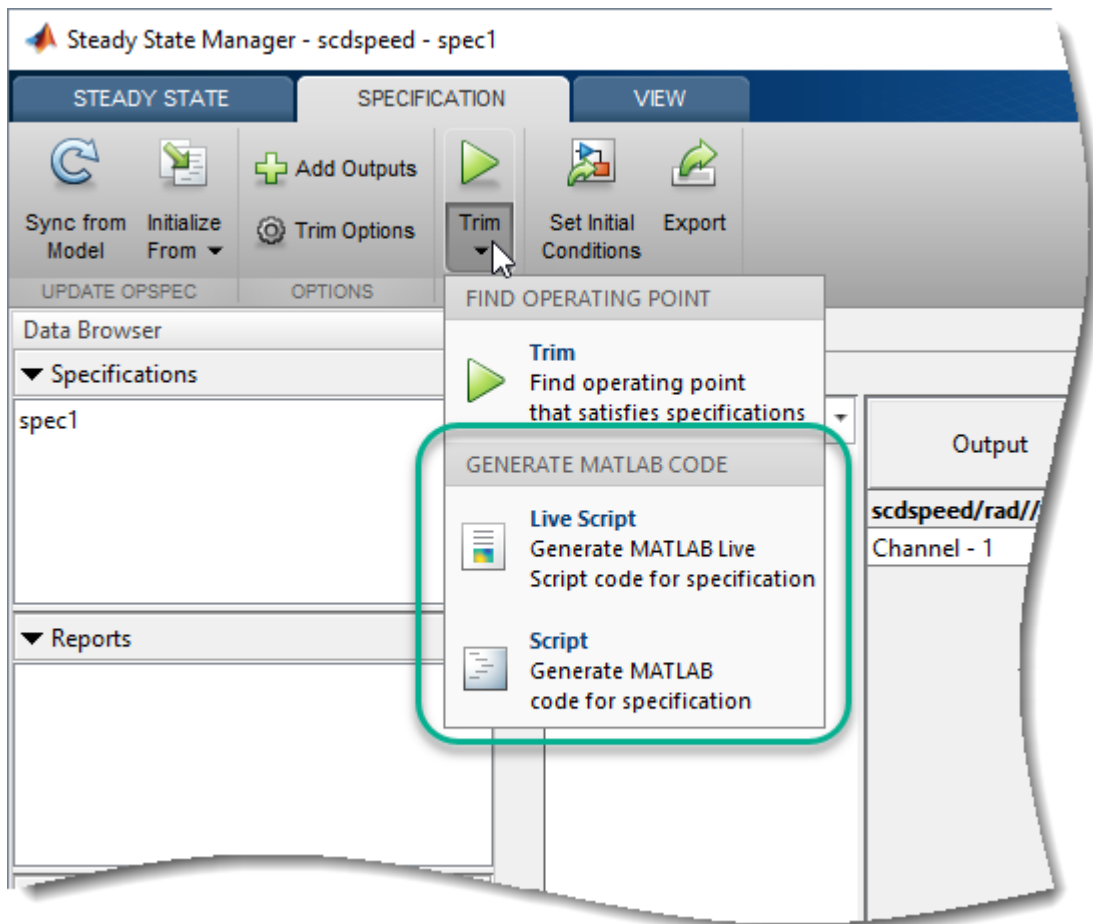 Steady State Manager - scdspeed - spec1
STEADY STATE
SPECIFICATION
VIEW
Sync from
Model
Initialize
From
Add Outputs
Trim Options
Trim
Set Initial
Conditions
Export
UPDATE OPSPEC
OPTIONS
FIND OPERATING POINT
Trim
Find operating point
that satisfies specifications
GENERATE MATLAB CODE
Live Script
Generate MATLAB Live
Script code for specification
Script
Generate MATLAB
code for specification
Data Browser
Specifications
spec1
Reports
Output
scdspeed/rad//
Channel - 1